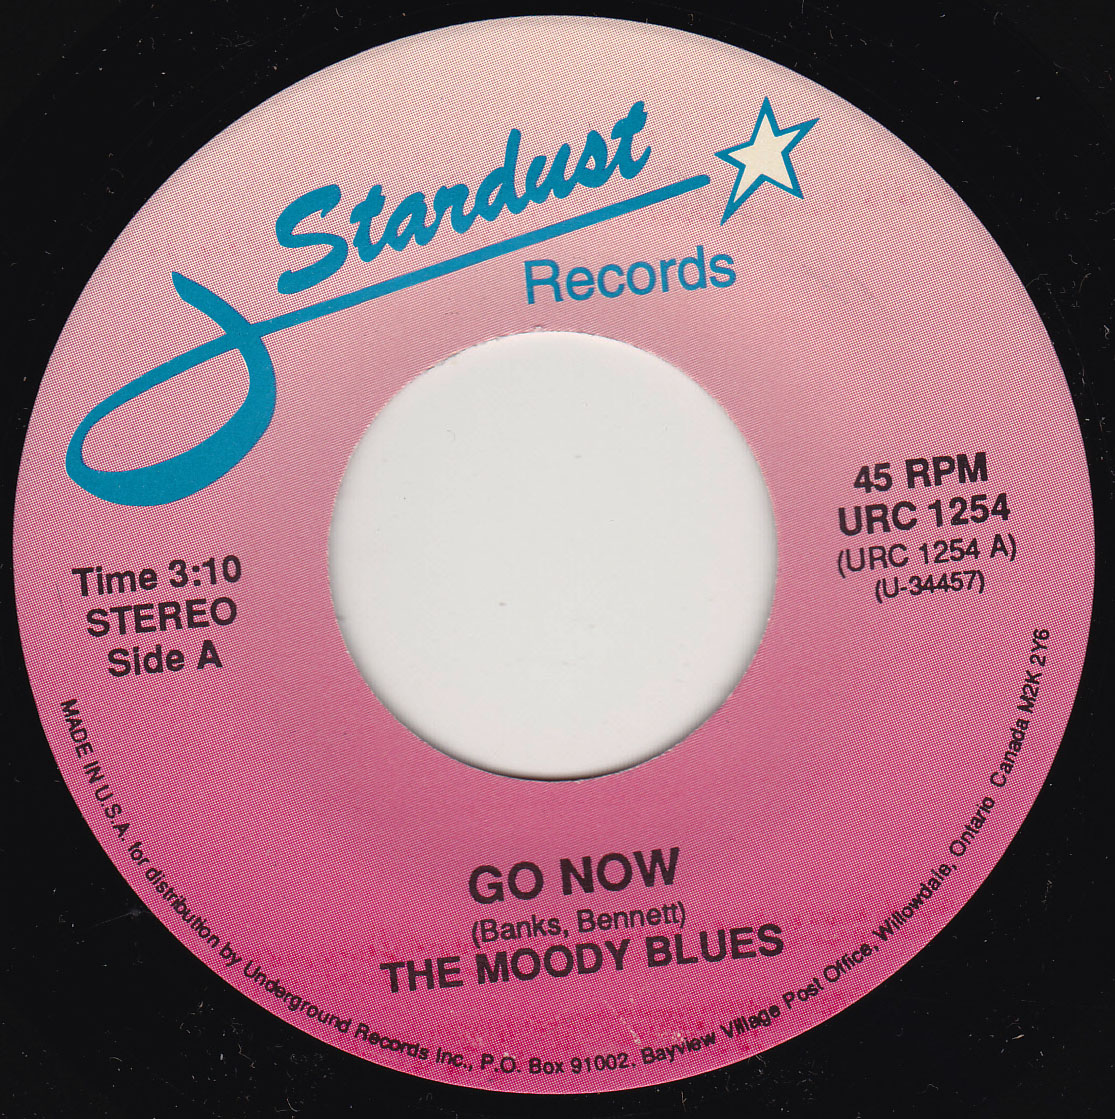 Stardust
Records
45 RPM
URC 1254
(URC 1254 A)
(U-34457)
Time 3:10
STEREO
Side A
GO NOW
(Banks, Bennett)
THE MOODY BLUES
MADE IN U.S.A. for distribution by Underground Records Inc., P.O. Box 91002, Bayview Village Post Office, Willowdale, Ontario Canada M2K 2Y6